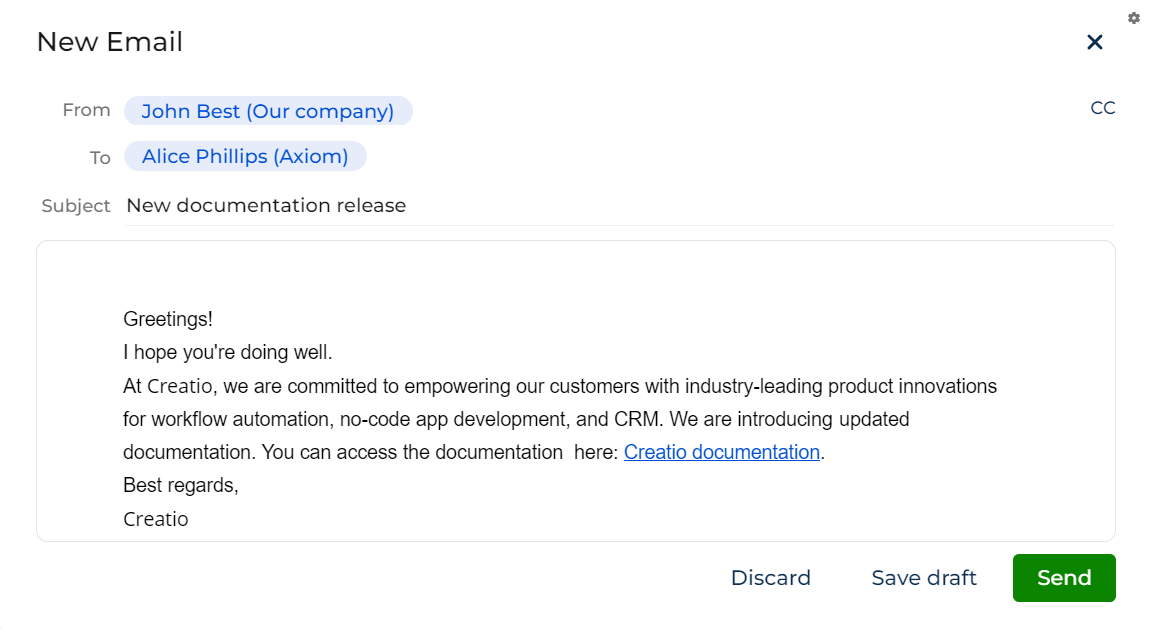 New Email
From John Best (Our company) CC
To Alice Phillips (Axiom)
Subject New documentation release
Greetings!
I hope you're doing well.
At Creatio, we are committed to empowering our customers with industry-leading product innovations
for workflow automation, no-code app development, and CRM. We are introducing updated
documentation. You can access the documentation  here: Creatio documentation.
Best regards,
Creatio
Discard Save draft Send